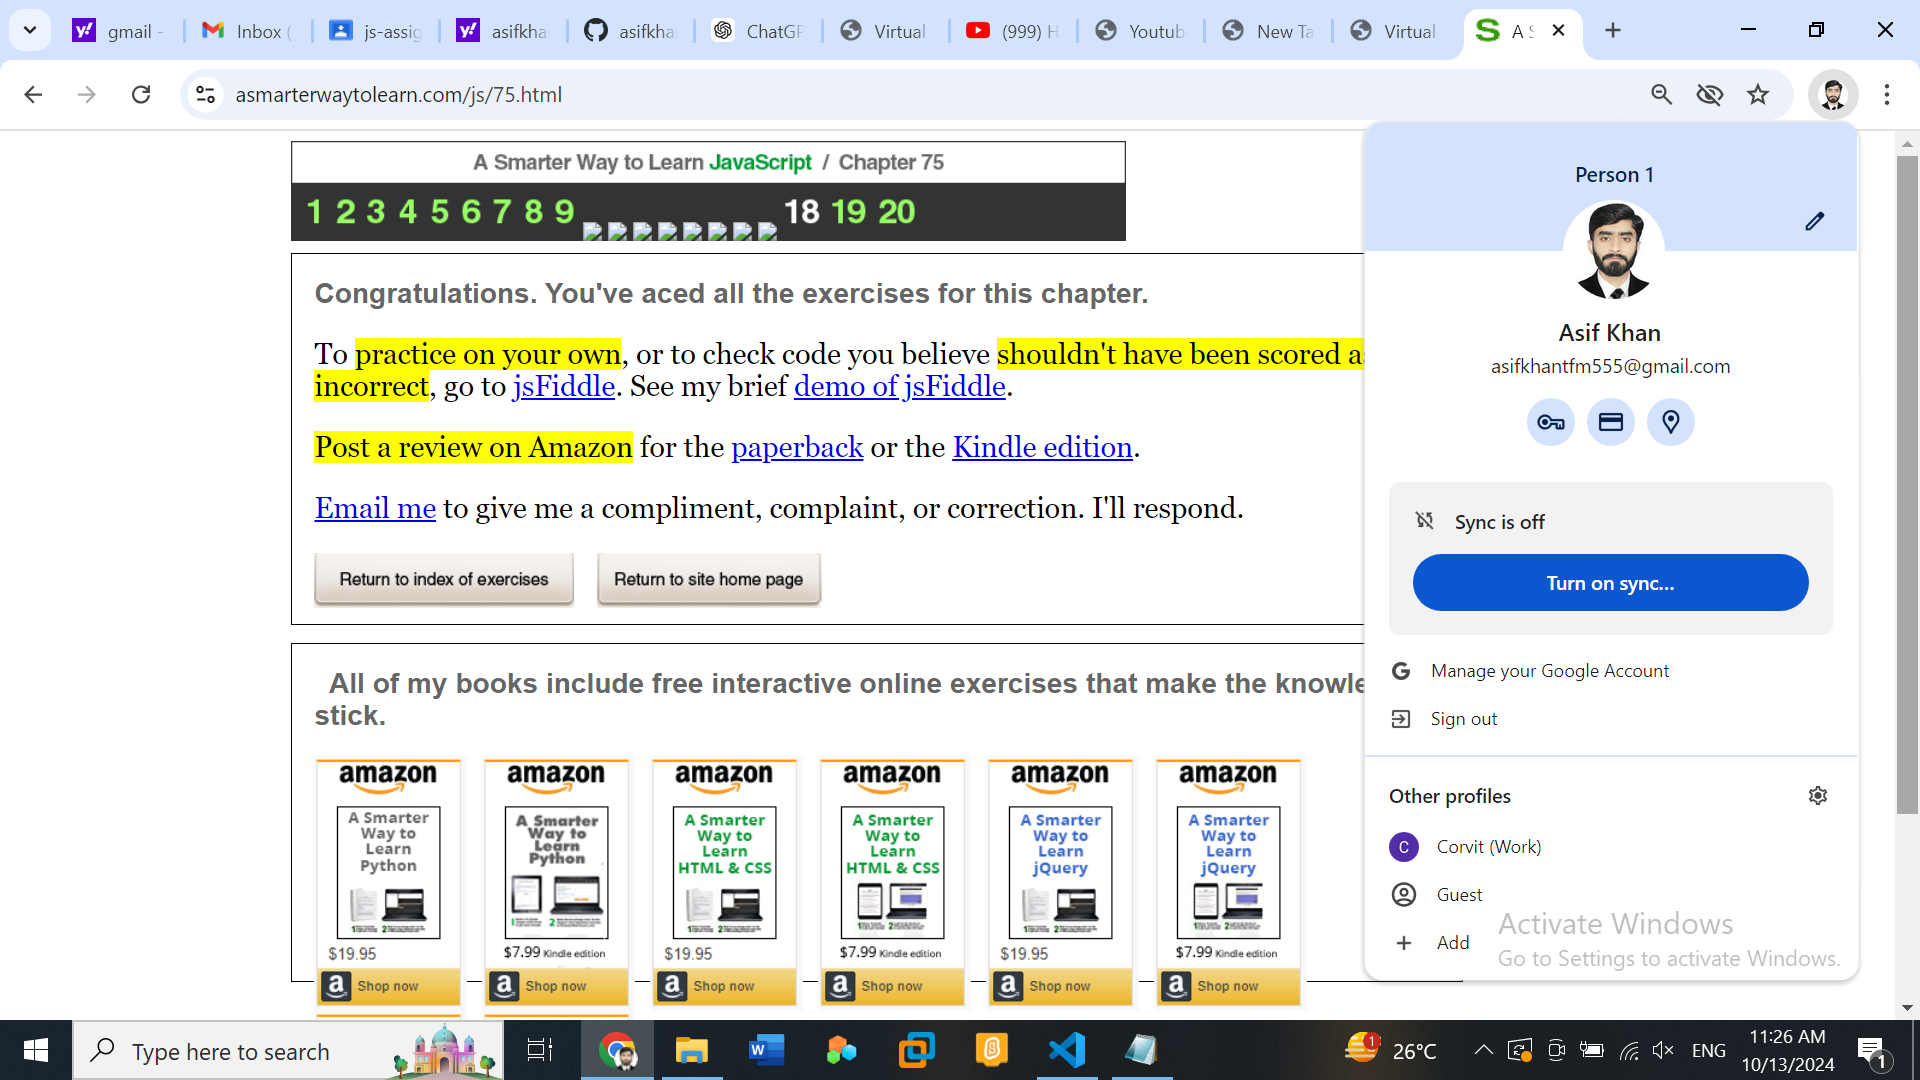 gmail -
Inbox (
js-assig
asifkha
asifkha
ChatGP
Virtual
(999) H
Youtub
New Ta
Virtual
A S
asmarterwaytolearn.com/js/75.html
A Smarter Way to Learn JavaScript / Chapter 75
1 2 3 4 5 6 7 8 9 18 19 20
Congratulations. You've aced all the exercises for this chapter.
To practice on your own, or to check code you believe shouldn't have been scored as
incorrect, go to jsFiddle. See my brief demo of jsFiddle.
Post a review on Amazon for the paperback or the Kindle edition.
Email me to give me a compliment, complaint, or correction. I'll respond.
Return to index of exercises
Return to site home page
All of my books include free interactive online exercises that make the knowle
stick.
amazon
A Smarter
Way to
Learn
Python
$19.95
Shop now
amazon
A Smarter
Way to
Learn
Python
$7.99 Kindle edition
Shop now
amazon
A Smarter
Way to
Learn
HTML & CSS
$19.95
Shop now
amazon
A Smarter
Way to
Learn
HTML & CSS
$7.99 Kindle edition
Shop now
amazon
A Smarter
Way to
Learn
jQuery
$19.95
Shop now
amazon
A Smarter
Way to
Learn
jQuery
$7.99 Kindle edition
Shop now
Person 1
Asif Khan
asifkhantfm555@gmail.com
Sync is off
Turn on sync...
Manage your Google Account
Sign out
Other profiles
C
Corvit (Work)
Guest
Add
Activate Windows
Go to Settings to activate Windows.
Type here to search
1
26°C
ENG
11:26 AM
10/13/2024
1